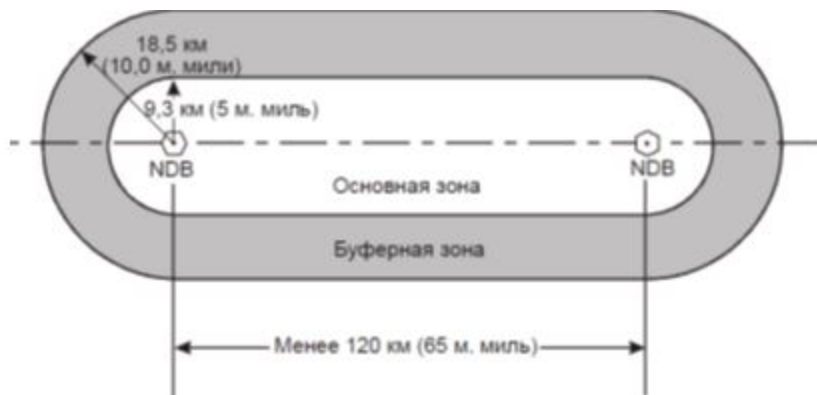 18,5 км
(10,0 м. мили)
9,3 км (5 м. миль)
NDB
NDB
Основная зона
Буферная зона
Менее 120 км (65 м. миль)